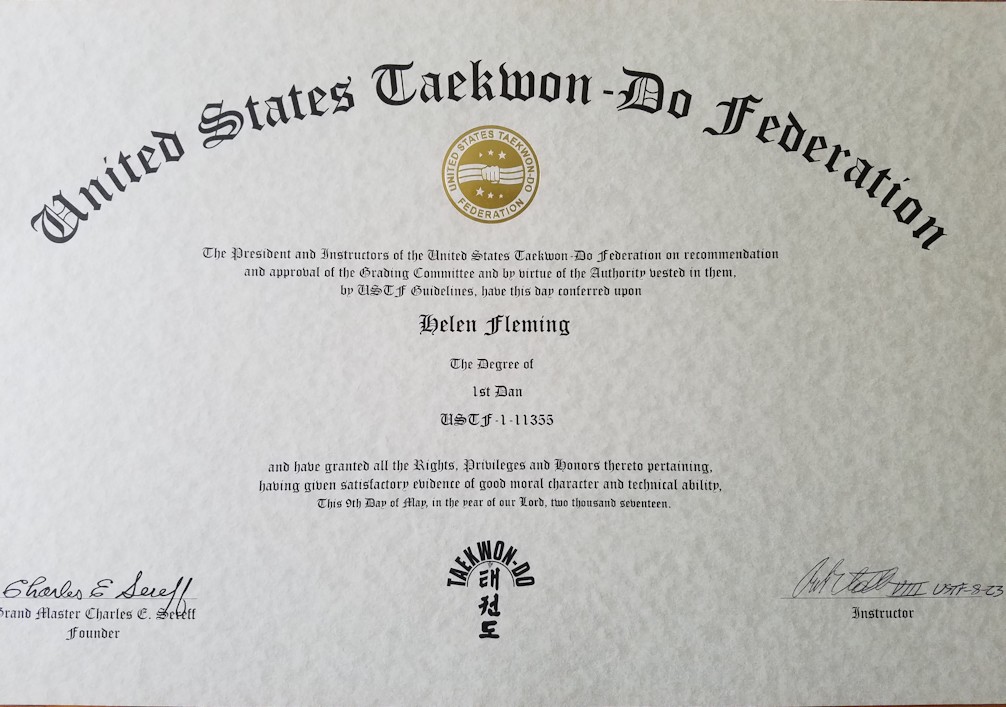 United States Taekwon-Do Federation
UNITED STATES TAEKWON-DO
FEDERATION
The President and Instructors of the United States Taekwon-Do Federation on recommendation
and approval of the Grading Committee and by virtue of the Authority vested in them,
by USTF Guidelines, have this day conferred upon
Helen Fleming
The Degree of
1st Dan
USTF-1-11355
and have granted all the Rights, Privileges and Honors thereto pertaining,
having given satisfactory evidence of good moral character and technical ability,
This 9th Day of May, in the year of our Lord, two thousand seventeen.
TAEKWON-DO
태
권
도
Charles E Sereff
Grand Master Charles E. Sereff
Founder
VII USTF-8-23
Instructor